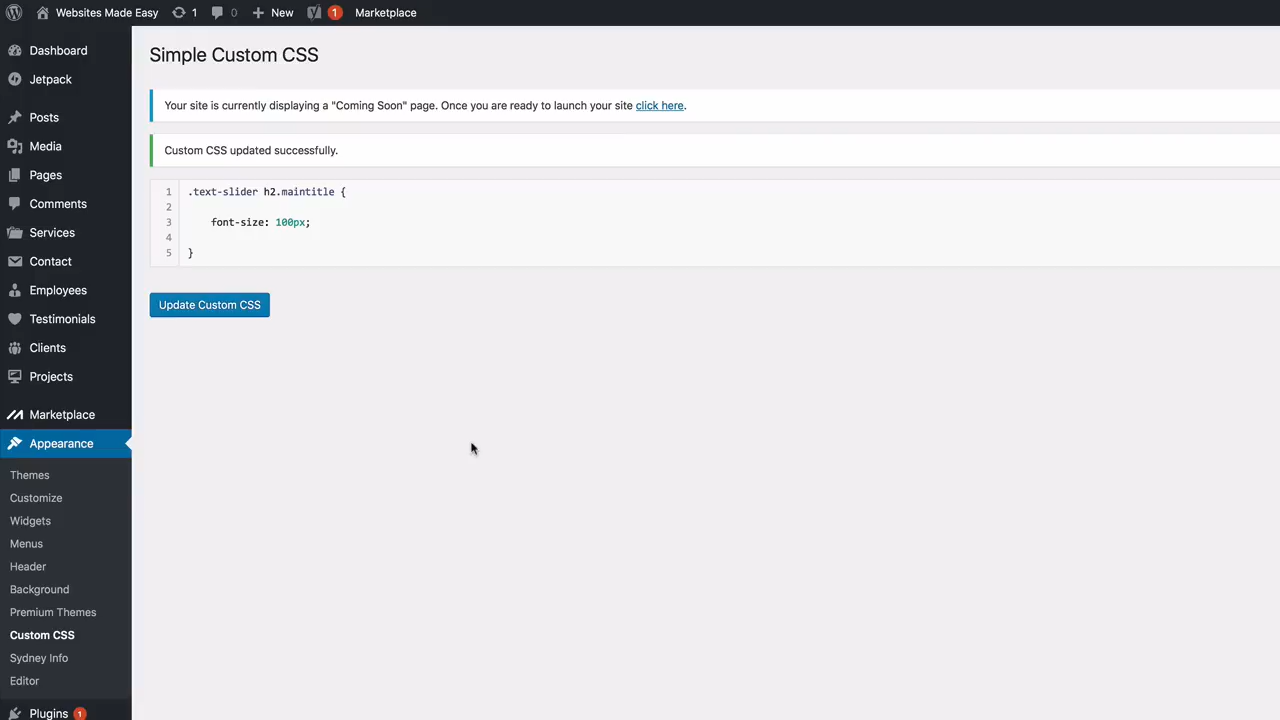 Websites Made Easy 1 0 New 1 Marketplace
Dashboard
Jetpack
Posts
Media
Pages
Comments
Services
Contact
Employees
Testimonials
Clients
Projects
Marketplace
Appearance
Themes
Customize
Widgets
Menus
Header
Background
Premium Themes
Custom CSS
Sydney Info
Editor
Plugins 1
Simple Custom CSS
Your site is currently displaying a "Coming Soon" page. Once you are ready to launch your site click here.
Custom CSS updated successfully.
1 .text-slider h2.maintitle {
2
3 font-size: 100px;
4
5 }
Update Custom CSS